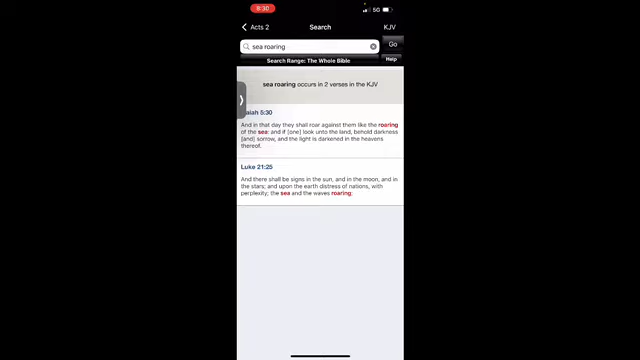 8:30
5G
Acts 2
Search
KJV
sea roaring
Go
Search Range: The Whole Bible
Help
sea roaring occurs in 2 verses in the KJV
aiah 5:30
And in that day they shall roar against them like the roaring
of the sea: and if [one] look unto the land, behold darkness
[and] sorrow, and the light is darkened in the heavens
thereof.
Luke 21:25
And there shall be signs in the sun, and in the moon, and in
the stars; and upon the earth distress of nations, with
perplexity; the sea and the waves roaring;